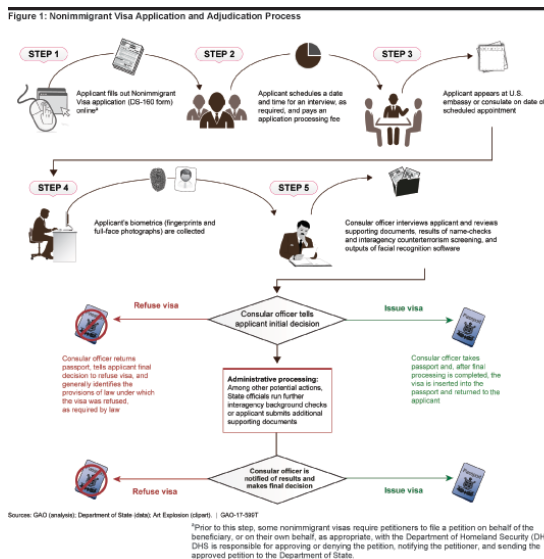 Figure 1: Nonimmigrant Visa Application and Adjudication Process
STEP 1
STEP 2
STEP 3
Applicant fills out Nonimmigrant
Visa application (DS-160 form)
onlineᵃ
Applicant schedules a date
and time for an interview, as
required, and pays an
application processing fee
Applicant appears at U.S.
embassy or consulate on date of
scheduled appointment
STEP 4
STEP 5
Applicant's biometrics (fingerprints and
full-face photographs) are collected
Consular officer interviews applicant and reviews
supporting documents, results of name-checks
and interagency counterterrorism screening, and
outputs of facial recognition software
Refuse visa
Consular officer tells
applicant initial decision
Issue visa
Consular officer returns
passport, tells applicant final
decision to refuse visa, and
generally identifies the
provisions of law under which
the visa was refused,
as required by law
Consular officer takes
passport and, after final
processing is completed, the
visa is inserted into the
passport and returned to the
applicant
Administrative processing:
Among other potential actions,
State officials run further
interagency background checks
or applicant submits additional
supporting documents
Refuse visa
Consular officer is
notified of results and
makes final decision
Issue visa
Sources: GAO (analysis); Department of State (data); Art Explosion (clipart). | GAO-17-599T
ᵃPrior to this step, some nonimmigrant visas require petitioners to file a petition on behalf of the
beneficiary, or on their own behalf, as appropriate, with the Department of Homeland Security (DH
DHS is responsible for approving or denying the petition, notifying the petitioner, and sending the
approved petition to the Department of State.